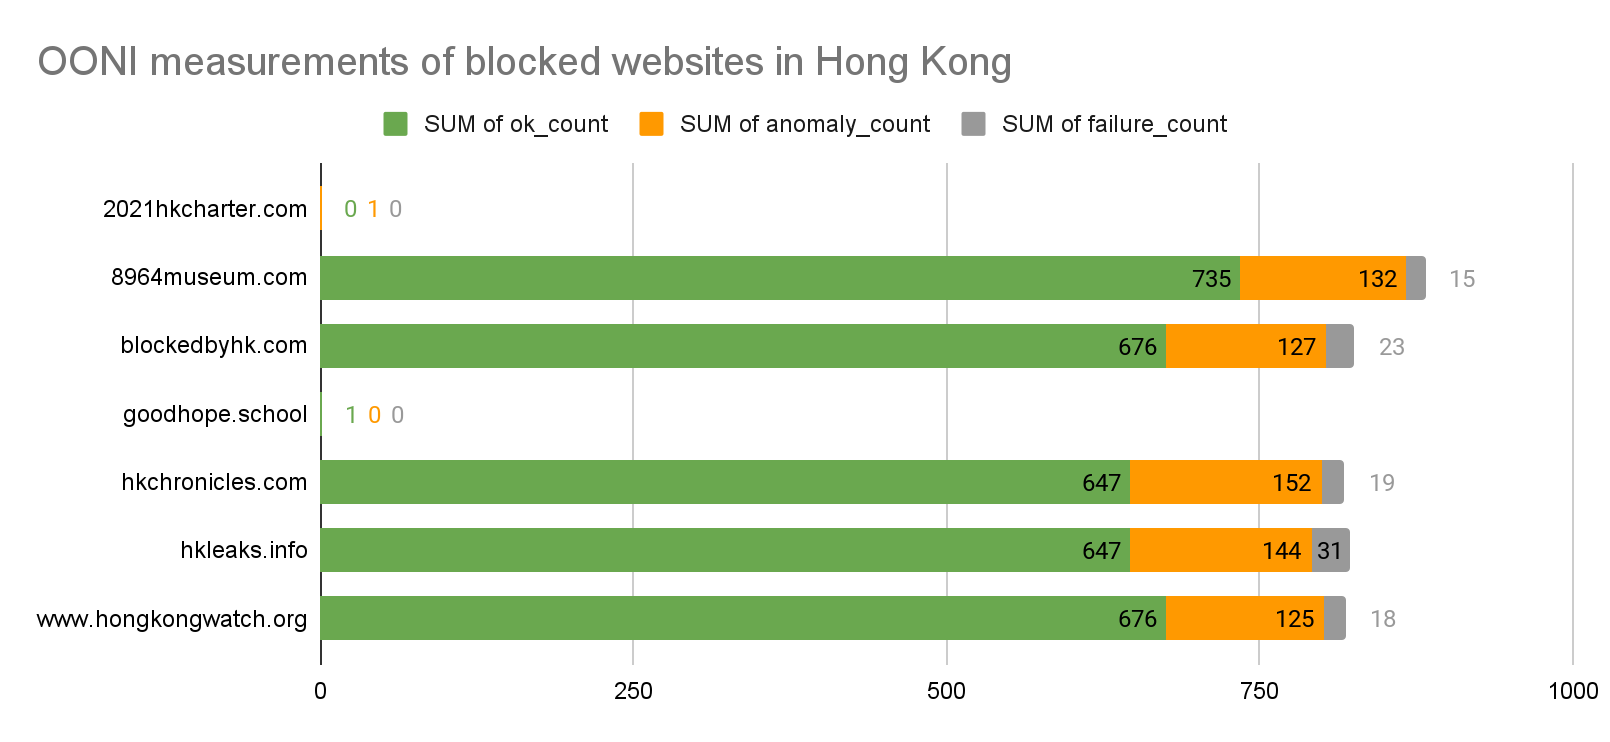 OONI measurements of blocked websites in Hong Kong
SUM of ok_count SUM of anomaly_count SUM of failure_count
2021hkcharter.com 0 1 0
8964museum.com 735 132 15
blockedbyhk.com 676 127 23
goodhope.school 1 0 0
hkchronicles.com 647 152 19
hkleaks.info 647 144 31
www.hongkongwatch.org 676 125 18
0 250 500 750 1000